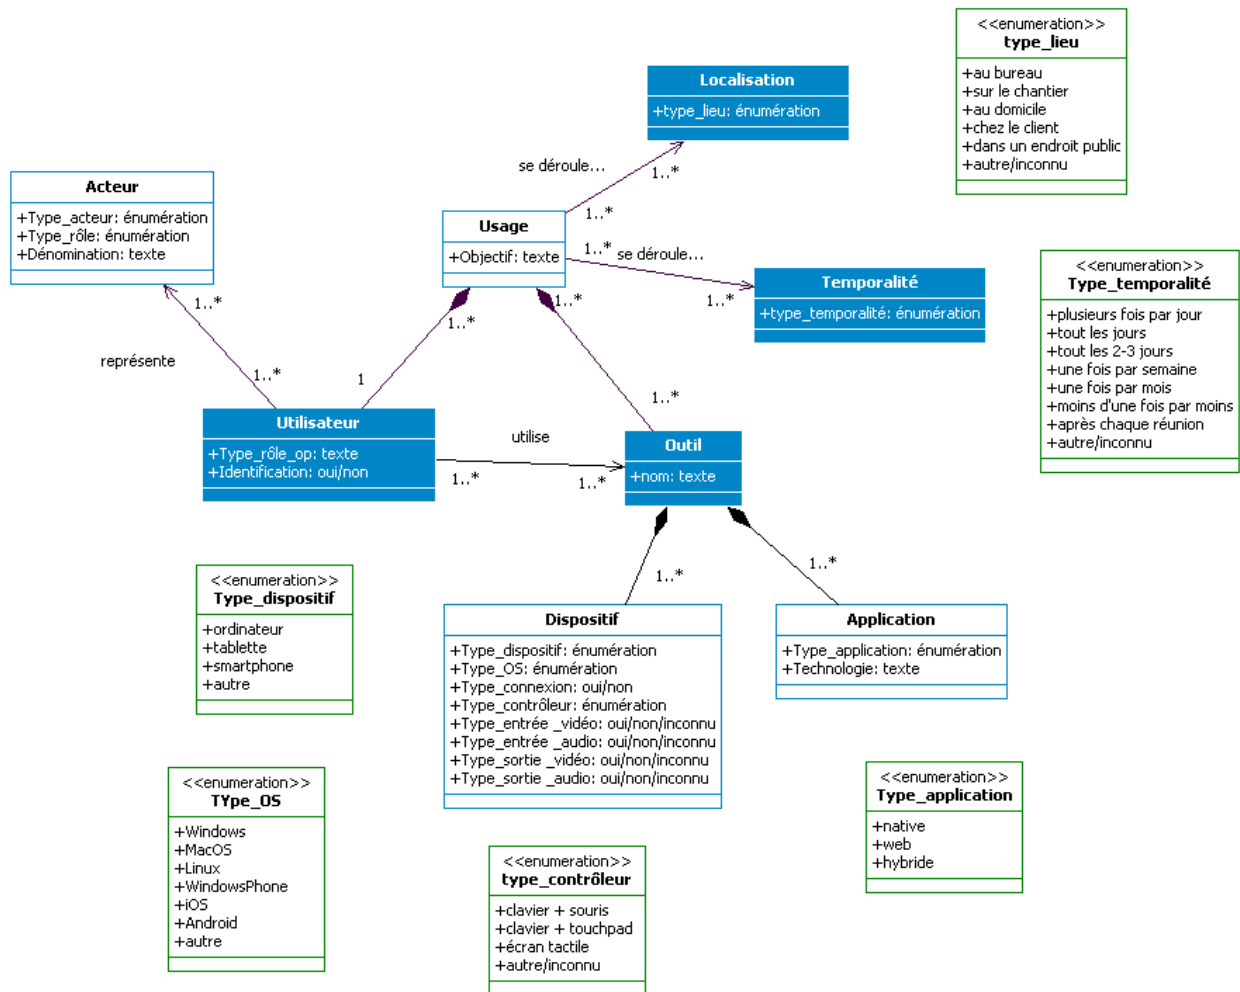 <<enumeration>>
type_lieu
+au bureau
+sur le chantier
+au domicile
+chez le client
+dans un endroit public
+autre/inconnu
Localisation
+type_lieu: énumération
se déroule...
1..*
1..*
Acteur
+Type_acteur: énumération
+Type_rôle: énumération
+Dénomination: texte
Usage
+Objectif: texte
1..*
se déroule...
1..*
Temporalité
+type_temporalité: énumération
<<enumeration>>
Type_temporalité
+plusieurs fois par jour
+tout les jours
+tout les 2-3 jours
+une fois par semaine
+une fois par mois
+moins d'une fois par moins
+après chaque réunion
+autre/inconnu
1..*
représente
1..*
1..*
1
1..*
1..*
Utilisateur
+Type_rôle_op: texte
+Identification: oui/non
utilise
1..*
1..*
Outil
+nom: texte
1..*
1..*
<<enumeration>>
Type_dispositif
+ordinateur
+tablette
+smartphone
+autre
Dispositif
+Type_dispositif: énumération
+Type_OS: énumération
+Type_connexion: oui/non
+Type_contrôleur: énumération
+Type_entrée _vidéo: oui/non/inconnu
+Type_entrée _audio: oui/non/inconnu
+Type_sortie _vidéo: oui/non/inconnu
+Type_sortie _audio: oui/non/inconnu
Application
+Type_application: énumération
+Technologie: texte
<<enumeration>>
TYpe_OS
+Windows
+MacOS
+Linux
+WindowsPhone
+iOS
+Android
+autre
<<enumeration>>
type_contrôleur
+clavier + souris
+clavier + touchpad
+écran tactile
+autre/inconnu
<<enumeration>>
Type_application
+native
+web
+hybride